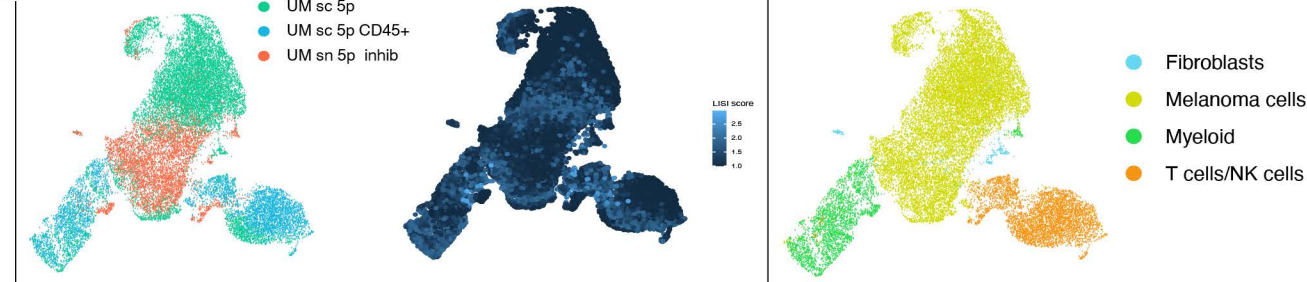 UM sc 5p
UM sc 5p CD45+
UM sn 5p inhib
LISI score
2.5
2.0
1.5
1.0
Fibroblasts
Melanoma cells
Myeloid
T cells/NK cells